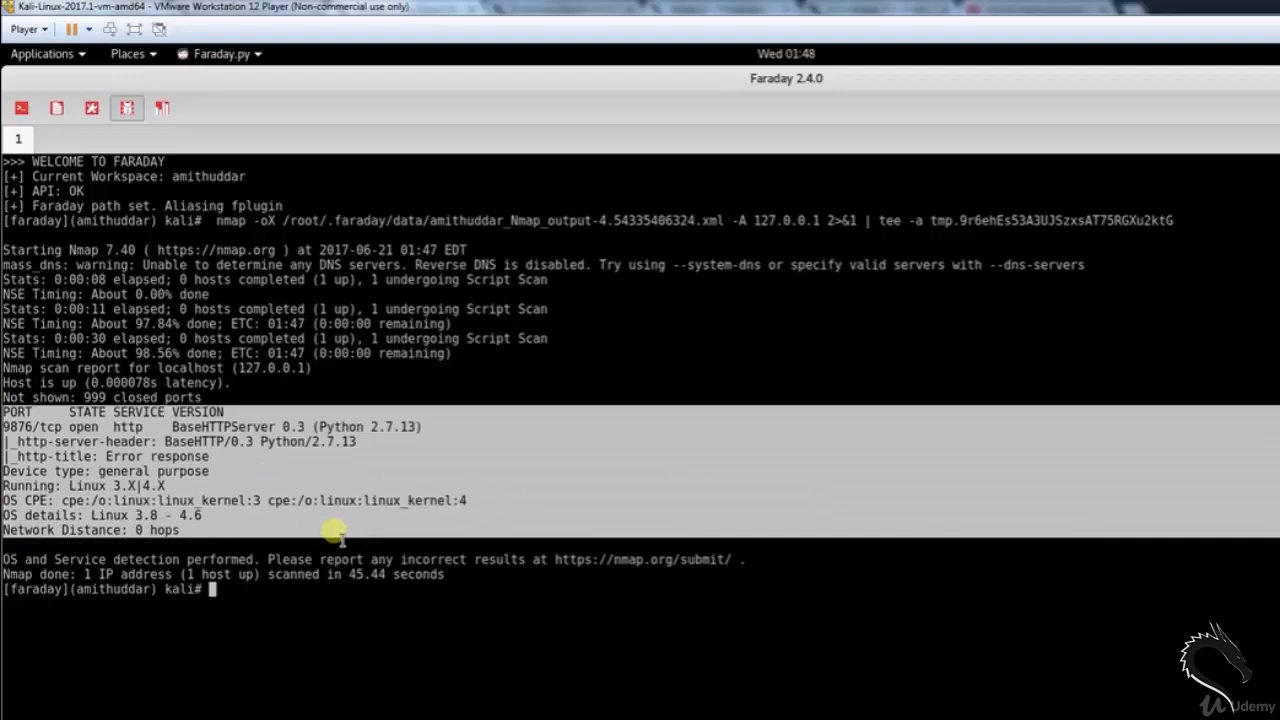 Kali-Linux-2017.1-vm-amd64 - VMware Workstation 12 Player (Non-commercial use only)
Player
Applications Places Faraday.py Wed 01:48
Faraday 2.4.0
1
>>> WELCOME TO FARADAY
[+] Current Workspace: amithuddar
[+] API: OK
[+] Faraday path set. Aliasing fplugin
[faraday](amithuddar) kali#  nmap -oX /root/.faraday/data/amithuddar_Nmap_output-4.54335406324.xml -A 127.0.0.1 2>&1 | tee -a tmp.9r6ehEs53A3UJSzxsAT75RGXu2ktG
Starting Nmap 7.40 ( https://nmap.org ) at 2017-06-21 01:47 EDT
mass_dns: warning: Unable to determine any DNS servers. Reverse DNS is disabled. Try using --system-dns or specify valid servers with --dns-servers
Stats: 0:00:08 elapsed; 0 hosts completed (1 up), 1 undergoing Script Scan
NSE Timing: About 0.00% done
Stats: 0:00:11 elapsed; 0 hosts completed (1 up), 1 undergoing Script Scan
NSE Timing: About 97.84% done; ETC: 01:47 (0:00:00 remaining)
Stats: 0:00:30 elapsed; 0 hosts completed (1 up), 1 undergoing Script Scan
NSE Timing: About 98.56% done; ETC: 01:47 (0:00:00 remaining)
Nmap scan report for localhost (127.0.0.1)
Host is up (0.000078s latency).
Not shown: 999 closed ports
PORT     STATE SERVICE VERSION
9876/tcp open  http    BaseHTTPServer 0.3 (Python 2.7.13)
|_http-server-header: BaseHTTP/0.3 Python/2.7.13
|_http-title: Error response
Device type: general purpose
Running: Linux 3.X|4.X
OS CPE: cpe:/o:linux:linux_kernel:3 cpe:/o:linux:linux_kernel:4
OS details: Linux 3.8 - 4.6
Network Distance: 0 hops
OS and Service detection performed. Please report any incorrect results at https://nmap.org/submit/ .
Nmap done: 1 IP address (1 host up) scanned in 45.44 seconds
[faraday](amithuddar) kali#
Udemy